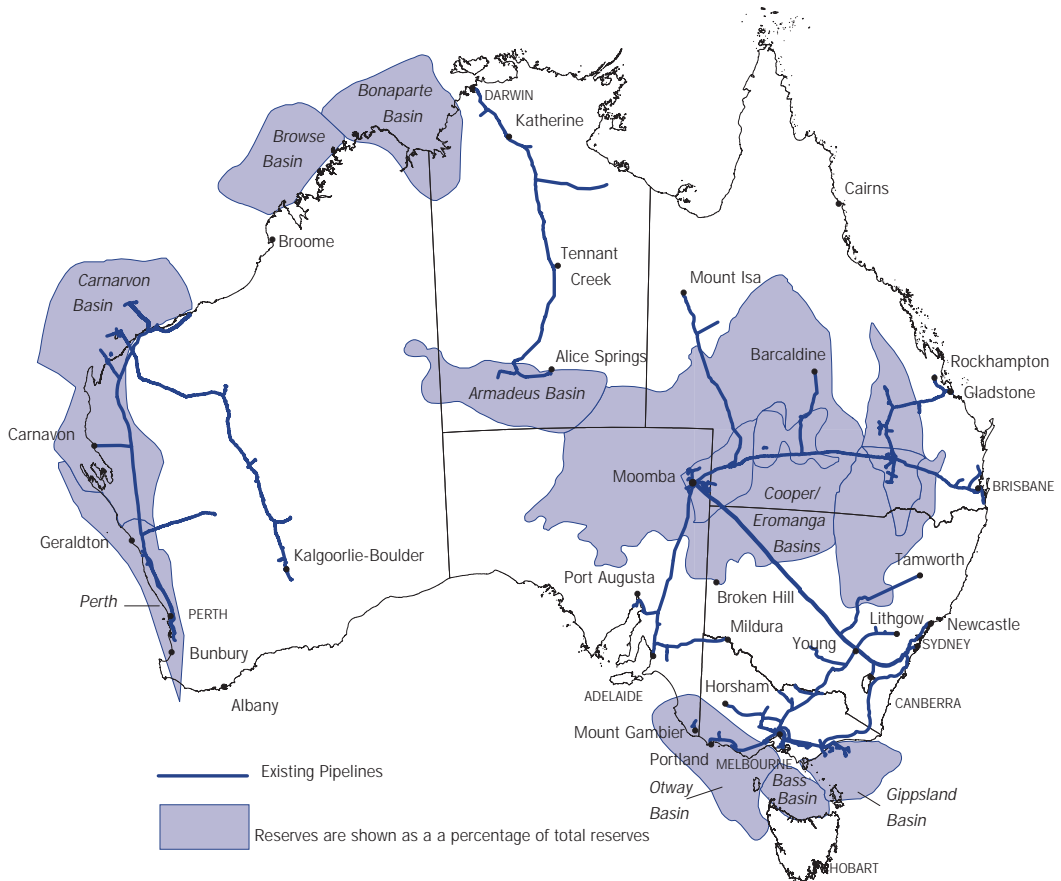 Bonaparte
Basin
DARWIN
Browse
Basin
Katherine
Cairns
Broome
Tennant
Creek
Carnarvon
Basin
Mount Isa
Barcaldine
Alice Springs
Rockhampton
Armadeus Basin
Gladstone
Carnavon
Moomba
BRISBANE
Cooper/
Eromanga
Basins
Geraldton
Kalgoorlie-Boulder
Tamworth
Port Augusta
Perth
Broken Hill
PERTH
Mildura
Lithgow
Newcastle
Young
SYDNEY
Bunbury
ADELAIDE
Horsham
CANBERRA
Albany
Mount Gambier
Portland
MELBOURNE
Existing Pipelines
Otway
Basin
Bass
Basin
Gippsland
Basin
Reserves are shown as a a percentage of total reserves
HOBART